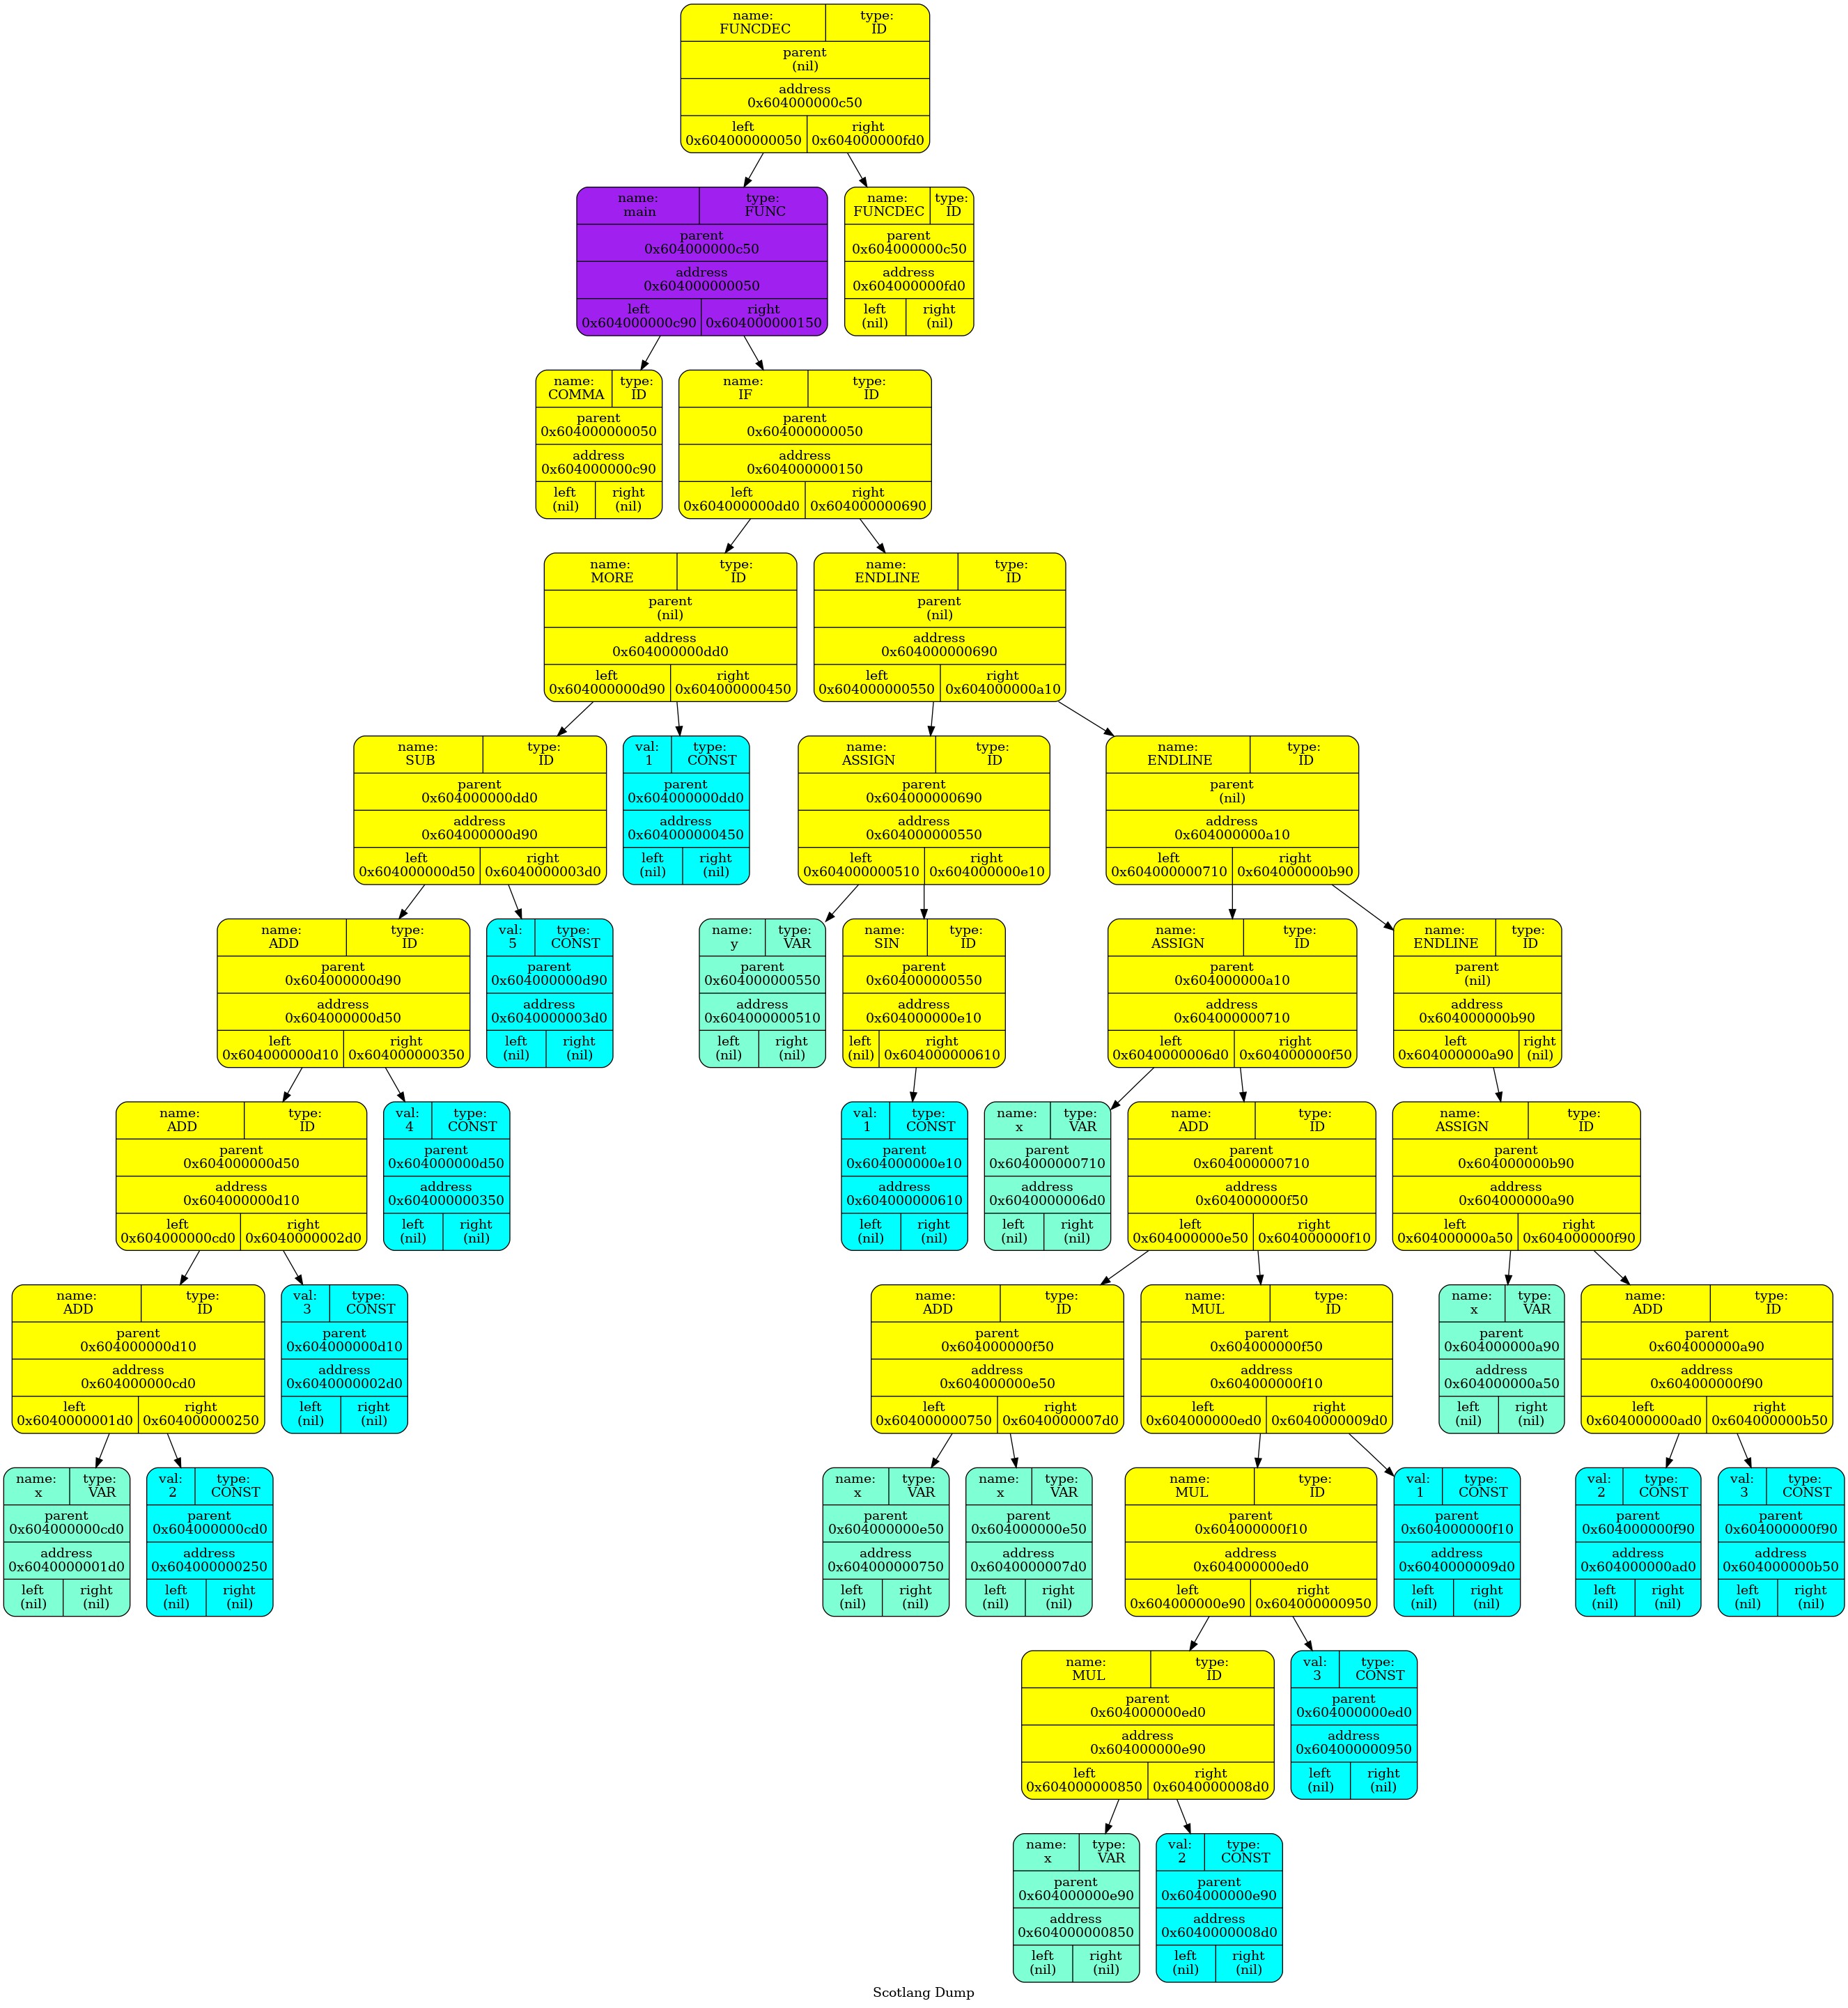 name:
FUNCDEC
type:
ID
parent
(nil)
address
0x604000000c50
left
0x604000000050
right
0x604000000fd0
name:
main
type:
FUNC
parent
0x604000000c50
address
0x604000000050
left
0x604000000c90
right
0x604000000150
name:
FUNCDEC
type:
ID
parent
0x604000000c50
address
0x604000000fd0
left
(nil)
right
(nil)
name:
COMMA
type:
ID
parent
0x604000000050
address
0x604000000c90
left
(nil)
right
(nil)
name:
IF
type:
ID
parent
0x604000000050
address
0x604000000150
left
0x604000000dd0
right
0x604000000690
name:
MORE
type:
ID
parent
(nil)
address
0x604000000dd0
left
0x604000000d90
right
0x604000000450
name:
ENDLINE
type:
ID
parent
(nil)
address
0x604000000690
left
0x604000000550
right
0x604000000a10
name:
SUB
type:
ID
parent
0x604000000dd0
address
0x604000000d90
left
0x604000000d50
right
0x6040000003d0
val:
1
type:
CONST
parent
0x604000000dd0
address
0x604000000450
left
(nil)
right
(nil)
name:
ASSIGN
type:
ID
parent
0x604000000690
address
0x604000000550
left
0x604000000510
right
0x604000000e10
name:
ENDLINE
type:
ID
parent
(nil)
address
0x604000000a10
left
0x604000000710
right
0x604000000b90
name:
ADD
type:
ID
parent
0x604000000d90
address
0x604000000d50
left
0x604000000d10
right
0x604000000350
val:
5
type:
CONST
parent
0x604000000d90
address
0x6040000003d0
left
(nil)
right
(nil)
name:
y
type:
VAR
parent
0x604000000550
address
0x604000000510
left
(nil)
right
(nil)
name:
SIN
type:
ID
parent
0x604000000550
address
0x604000000e10
left
(nil)
right
0x604000000610
name:
ASSIGN
type:
ID
parent
0x604000000a10
address
0x604000000710
left
0x6040000006d0
right
0x604000000f50
name:
ENDLINE
type:
ID
parent
(nil)
address
0x604000000b90
left
0x604000000a90
right
(nil)
name:
ADD
type:
ID
parent
0x604000000d50
address
0x604000000d10
left
0x604000000cd0
right
0x6040000002d0
val:
4
type:
CONST
parent
0x604000000d50
address
0x604000000350
left
(nil)
right
(nil)
val:
1
type:
CONST
parent
0x604000000e10
address
0x604000000610
left
(nil)
right
(nil)
name:
x
type:
VAR
parent
0x604000000710
address
0x6040000006d0
left
(nil)
right
(nil)
name:
ADD
type:
ID
parent
0x604000000710
address
0x604000000f50
left
0x604000000e50
right
0x604000000f10
name:
ASSIGN
type:
ID
parent
0x604000000b90
address
0x604000000a90
left
0x604000000a50
right
0x604000000f90
name:
ADD
type:
ID
parent
0x604000000d10
address
0x604000000cd0
left
0x6040000001d0
right
0x604000000250
val:
3
type:
CONST
parent
0x604000000d10
address
0x6040000002d0
left
(nil)
right
(nil)
name:
ADD
type:
ID
parent
0x604000000f50
address
0x604000000e50
left
0x604000000750
right
0x6040000007d0
name:
MUL
type:
ID
parent
0x604000000f50
address
0x604000000f10
left
0x604000000ed0
right
0x6040000009d0
name:
x
type:
VAR
parent
0x604000000a90
address
0x604000000a50
left
(nil)
right
(nil)
name:
ADD
type:
ID
parent
0x604000000a90
address
0x604000000f90
left
0x604000000ad0
right
0x604000000b50
name:
x
type:
VAR
parent
0x604000000cd0
address
0x6040000001d0
left
(nil)
right
(nil)
val:
2
type:
CONST
parent
0x604000000cd0
address
0x604000000250
left
(nil)
right
(nil)
name:
x
type:
VAR
parent
0x604000000e50
address
0x604000000750
left
(nil)
right
(nil)
name:
x
type:
VAR
parent
0x604000000e50
address
0x6040000007d0
left
(nil)
right
(nil)
name:
MUL
type:
ID
parent
0x604000000f10
address
0x604000000ed0
left
0x604000000e90
right
0x604000000950
val:
1
type:
CONST
parent
0x604000000f10
address
0x6040000009d0
left
(nil)
right
(nil)
val:
2
type:
CONST
parent
0x604000000f90
address
0x604000000ad0
left
(nil)
right
(nil)
val:
3
type:
CONST
parent
0x604000000f90
address
0x604000000b50
left
(nil)
right
(nil)
name:
MUL
type:
ID
parent
0x604000000ed0
address
0x604000000e90
left
0x604000000850
right
0x6040000008d0
val:
3
type:
CONST
parent
0x604000000ed0
address
0x604000000950
left
(nil)
right
(nil)
name:
x
type:
VAR
parent
0x604000000e90
address
0x604000000850
left
(nil)
right
(nil)
val:
2
type:
CONST
parent
0x604000000e90
address
0x6040000008d0
left
(nil)
right
(nil)
Scotlang Dump